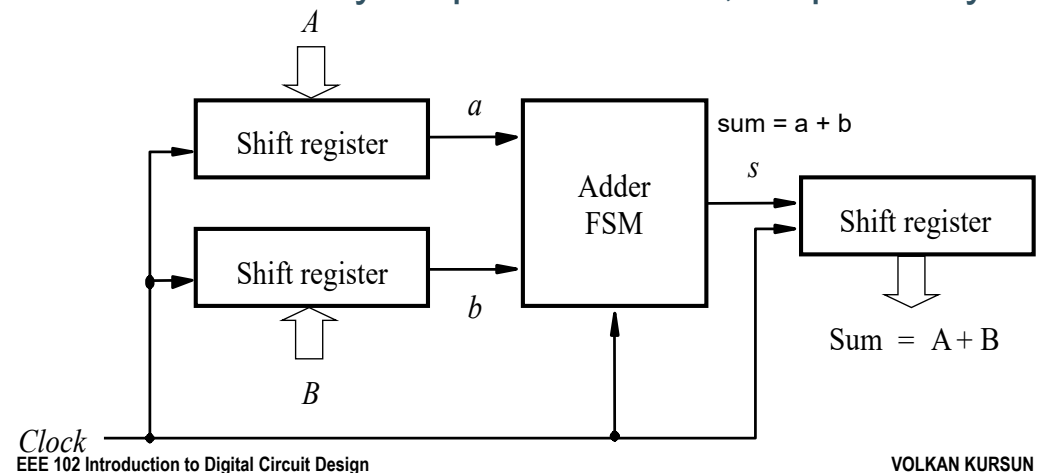 A
Shift register
a
sum = a + b
s
Adder
FSM
Shift register
Shift register
b
Sum = A + B
B
Clock
EEE 102 Introduction to Digital Circuit Design
VOLKAN KURSUN